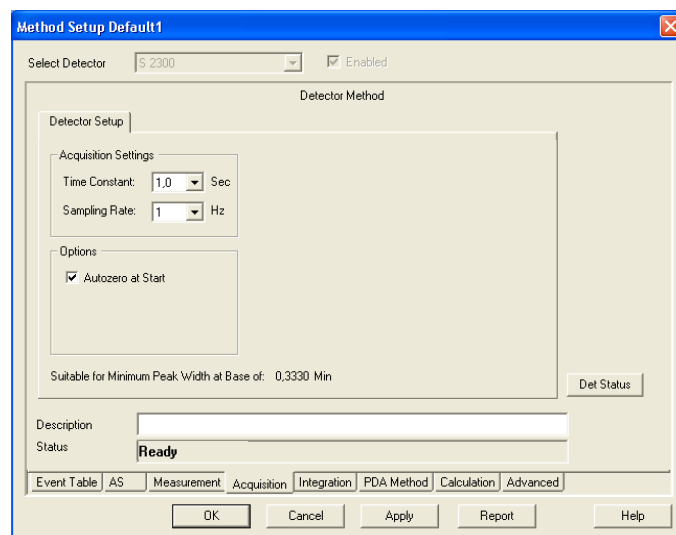 Method Setup Default1
Select Detector S 2300 Enabled
Detector Method
Detector Setup
Acquisition Settings
Time Constant: 1,0 Sec
Sampling Rate: 1 Hz
Options
Autozero at Start
Suitable for Minimum Peak Width at Base of: 0,3330 Min
Det Status
Description
Status Ready
Event Table AS Measurement Acquisition Integration PDA Method Calculation Advanced
OK Cancel Apply Report Help